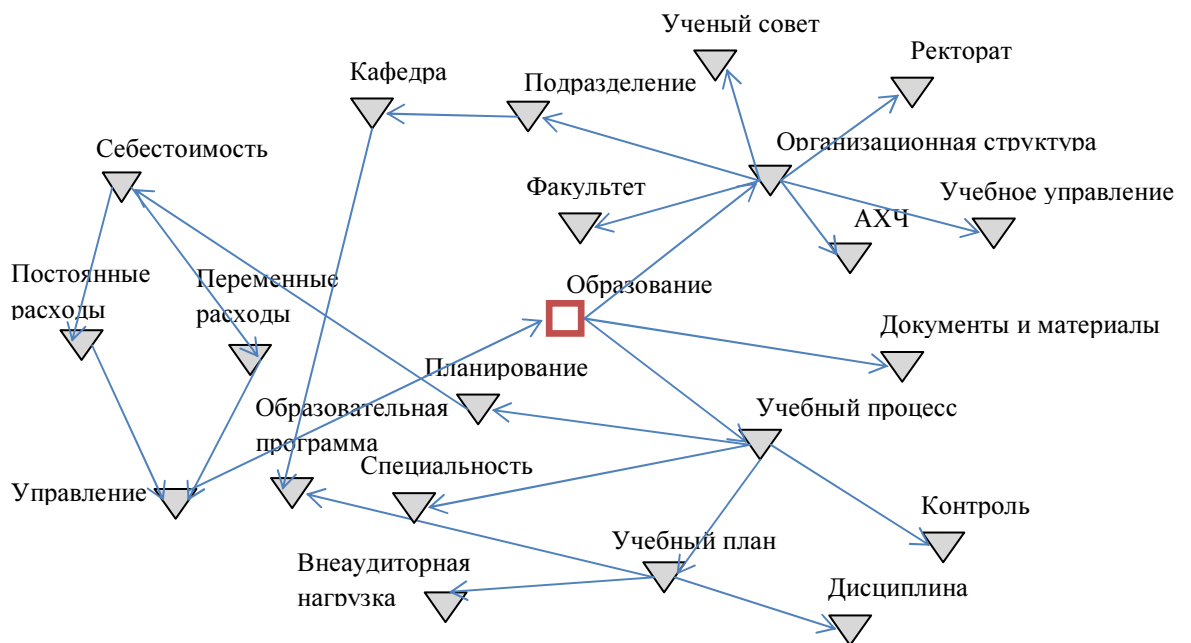 Ученый совет
Ректорат
Кафедра
Подразделение
Организационная структура
Себестоимость
Факультет
Учебное управление
АХЧ
Постоянные
расходы
Переменные
расходы
Образование
Документы и материалы
Планирование
Образовательная
программа
Учебный процесс
Специальность
Управление
Контроль
Учебный план
Внеаудиторная
нагрузка
Дисциплина